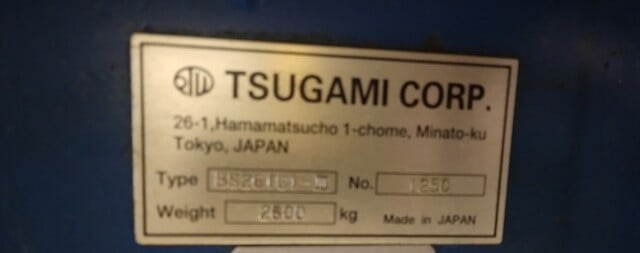 TSUGAMI CORP.
26-1,Hamamatsucho 1-chome, Minato-ku
Tokyo, JAPAN
Type No. 1250
Weight 2800 kg Made in JAPAN